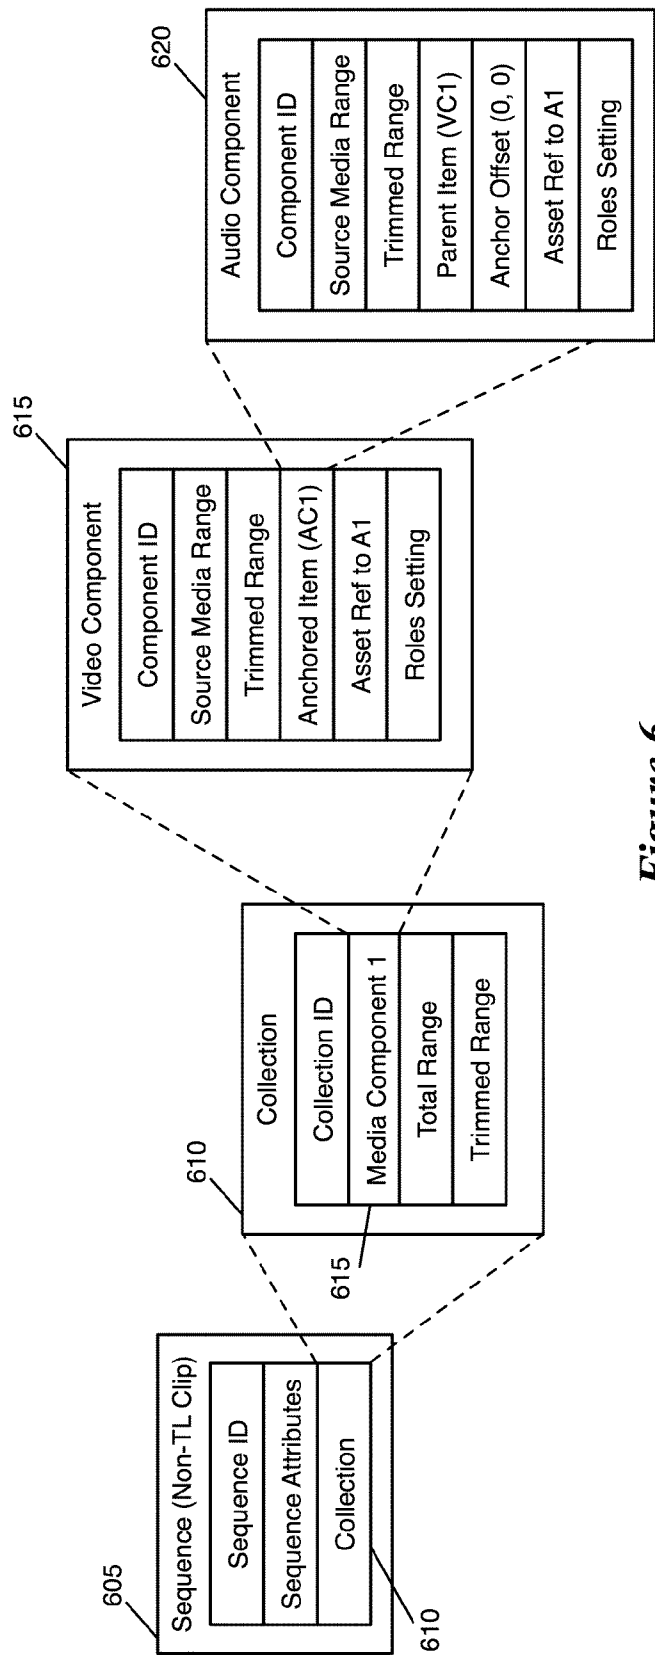 605
Sequence (Non-TL Clip)
Sequence ID
Sequence Attributes
Collection
610
610
Collection
Collection ID
Media Component 1
Total Range
Trimmed Range
615
615
Video Component
Component ID
Source Media Range
Trimmed Range
Anchored Item (AC1)
Asset Ref to A1
Roles Setting
620
Audio Component
Component ID
Source Media Range
Trimmed Range
Parent Item (VC1)
Anchor Offset (0, 0)
Asset Ref to A1
Roles Setting
Figure 6